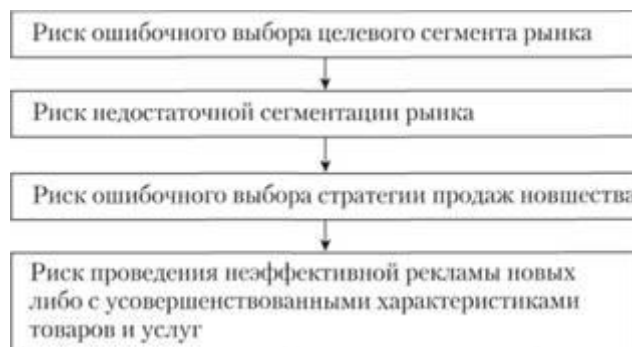 Риск ошибочного выбора целевого сегмента рынка
Риск недостаточной сегментации рынка
Риск ошибочного выбора стратегии продаж новшества
Риск проведения неэффективной рекламы новых
либо с усовершенствованными характеристиками
товаров и услуг